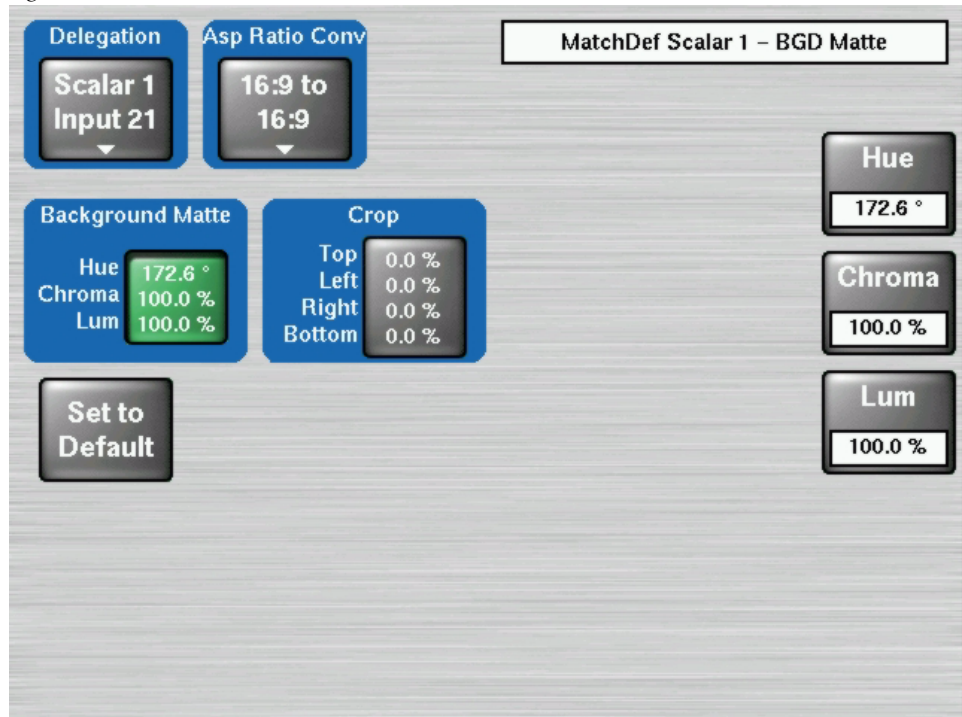 Delegation
Scalar 1
Input 21
Asp Ratio Conv
16:9 to
16:9
MatchDef Scalar 1 – BGD Matte
Background Matte
Hue 172.6 °
Chroma 100.0 %
Lum 100.0 %
Crop
Top 0.0 %
Left 0.0 %
Right 0.0 %
Bottom 0.0 %
Set to
Default
Hue
172.6 °
Chroma
100.0 %
Lum
100.0 %